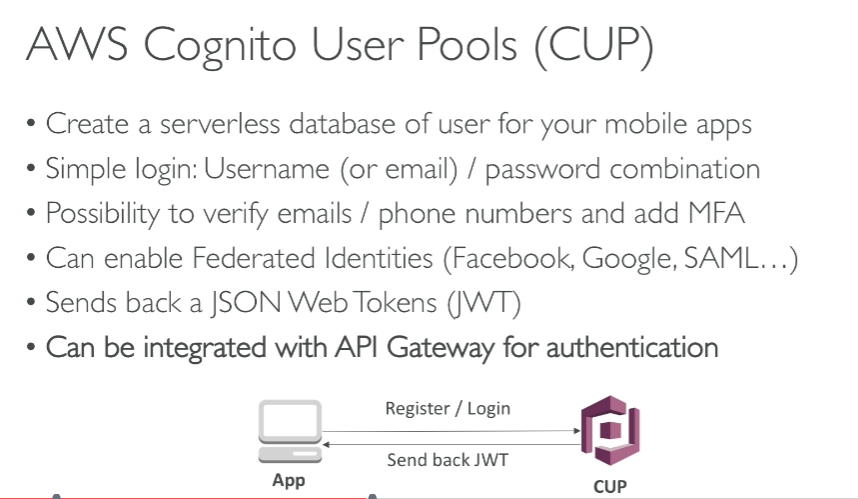 AWS Cognito User Pools (CUP)
• Create a serverless database of user for your mobile apps
• Simple login: Username (or email) / password combination
• Possibility to verify emails / phone numbers and add MFA
• Can enable Federated Identities (Facebook, Google, SAML…)
• Sends back a JSON Web Tokens (JWT)
• Can be integrated with API Gateway for authentication
Register / Login
Send back JWT
App
CUP